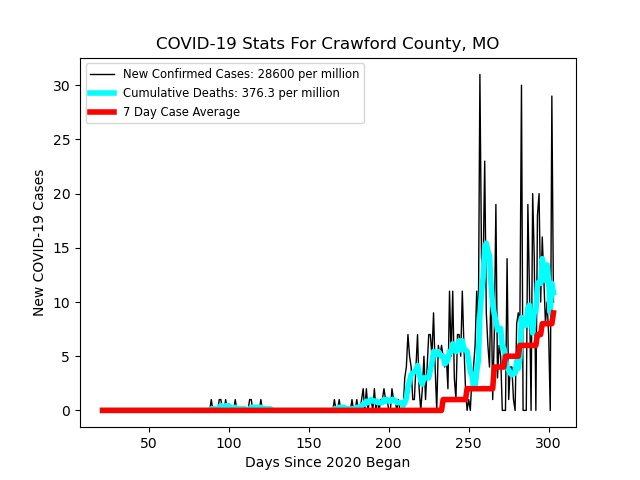 COVID-19 Stats For Crawford County, MO
New Confirmed Cases: 28600 per million
Cumulative Deaths: 376.3 per million
7 Day Case Average
New COVID-19 Cases
30
25
20
15
10
5
0
50 100 150 200 250 300
Days Since 2020 Began